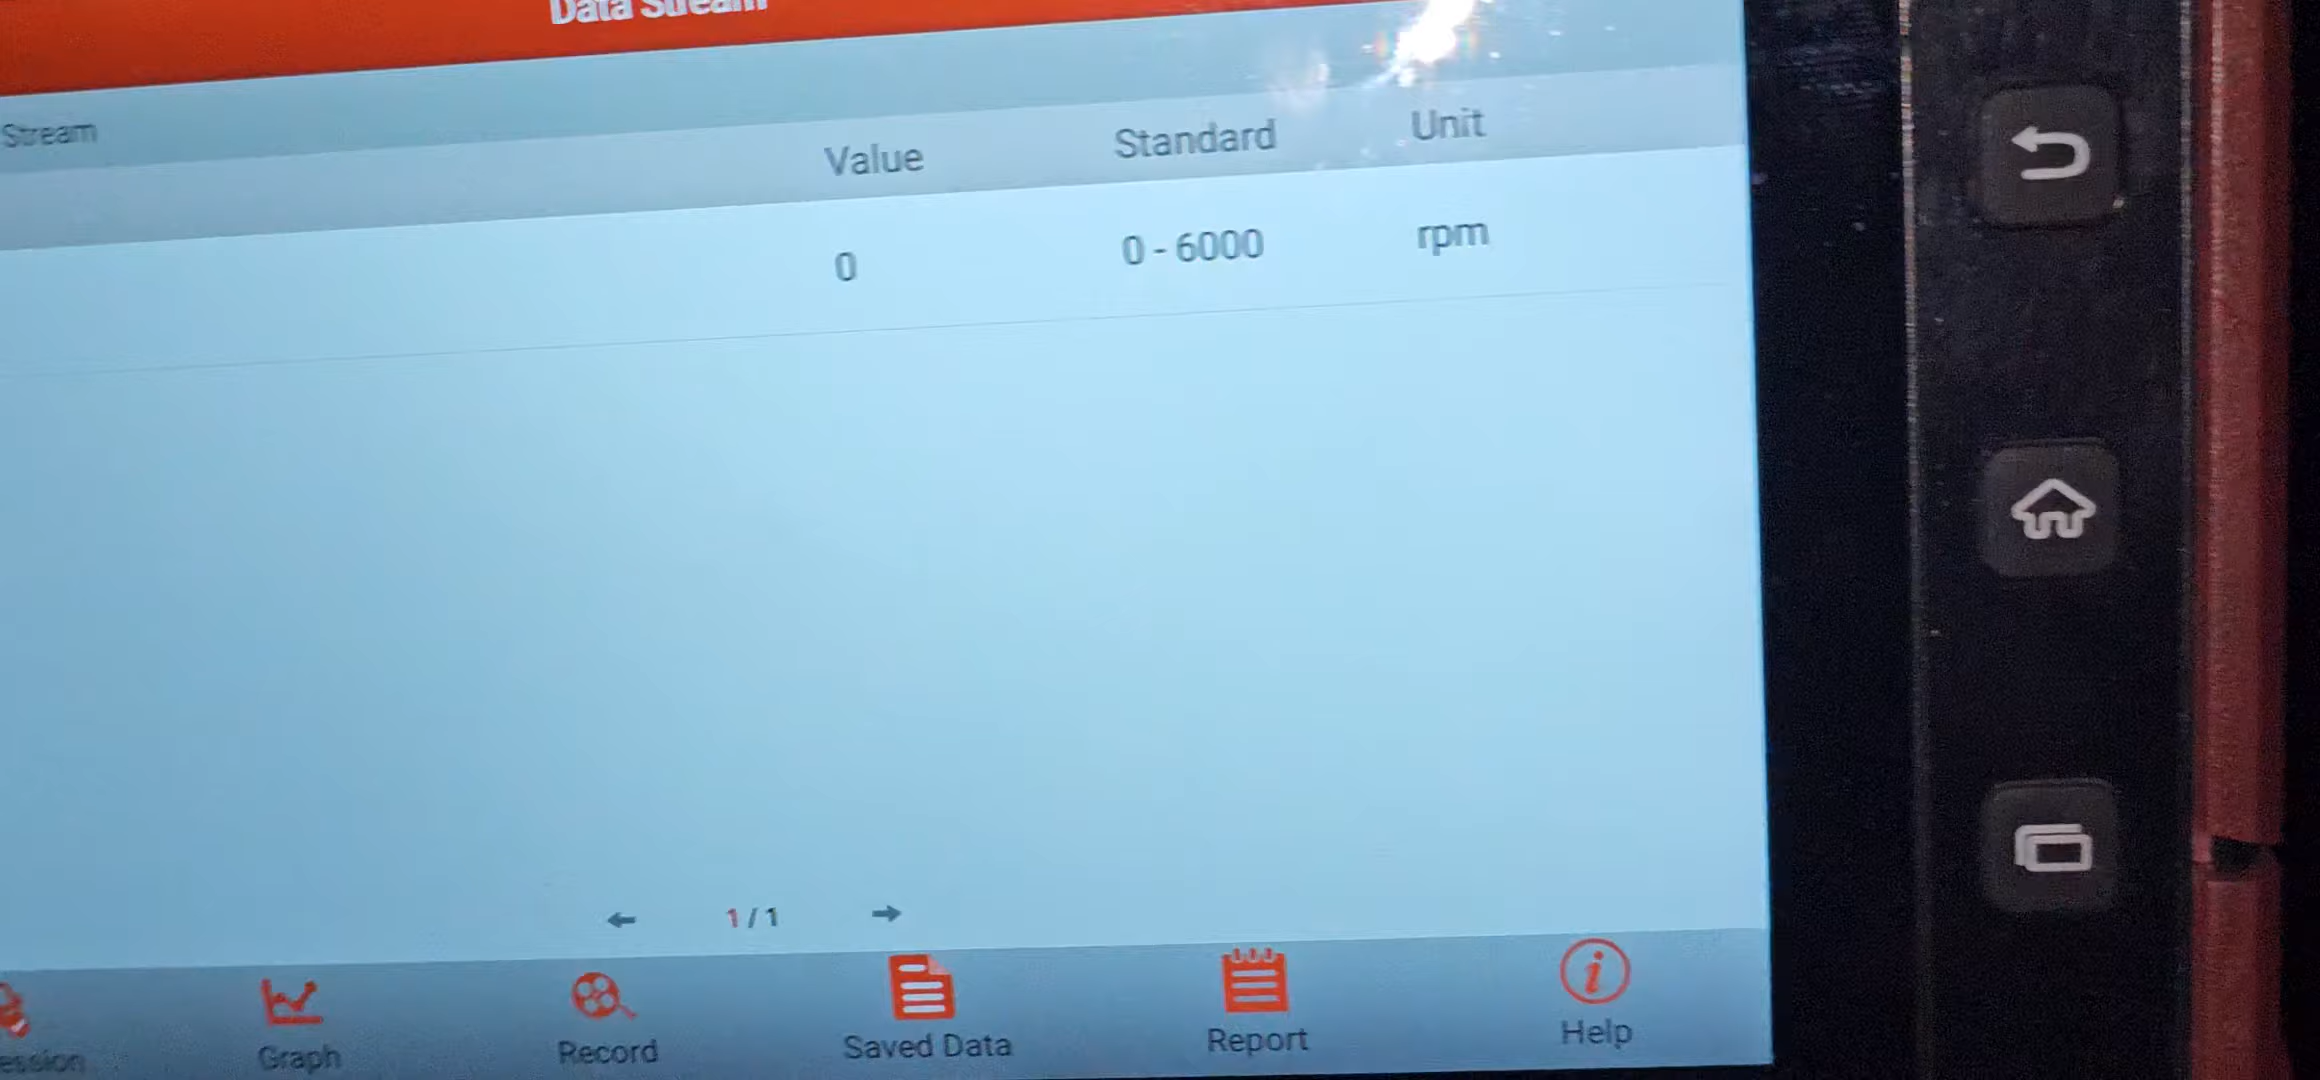 Data Stream
Stream
Value Standard Unit
0 0 - 6000 rpm
1 / 1
Graph Record Saved Data Report Help